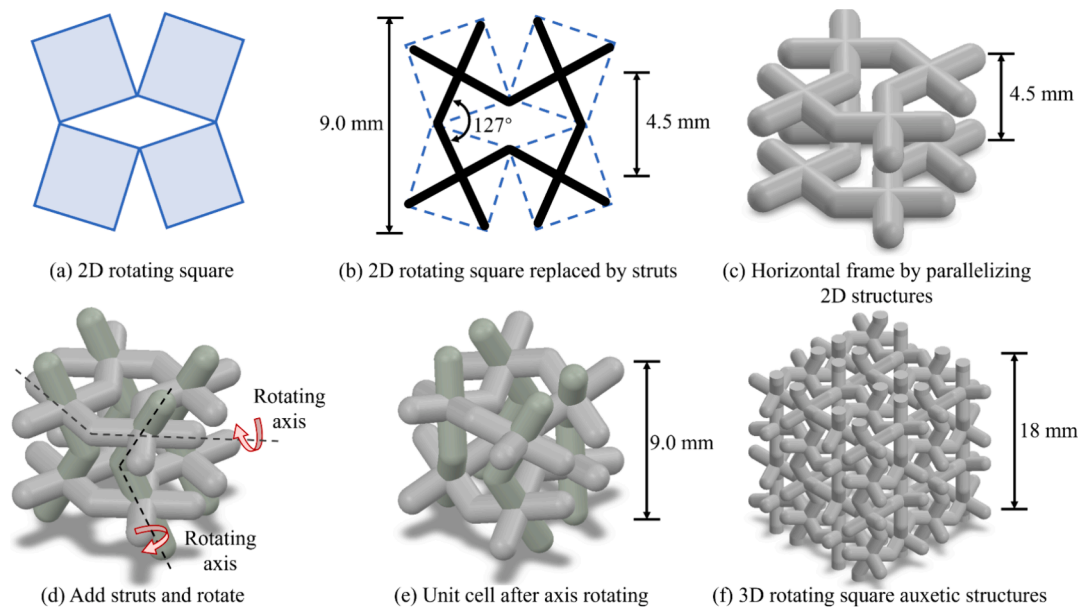 9.0 mm
127°
4.5 mm
4.5 mm
(a) 2D rotating square
(b) 2D rotating square replaced by struts
(c) Horizontal frame by parallelizing
2D structures
Rotating
axis
Rotating
axis
9.0 mm
18 mm
(d) Add struts and rotate
(e) Unit cell after axis rotating
(f) 3D rotating square auxetic structures